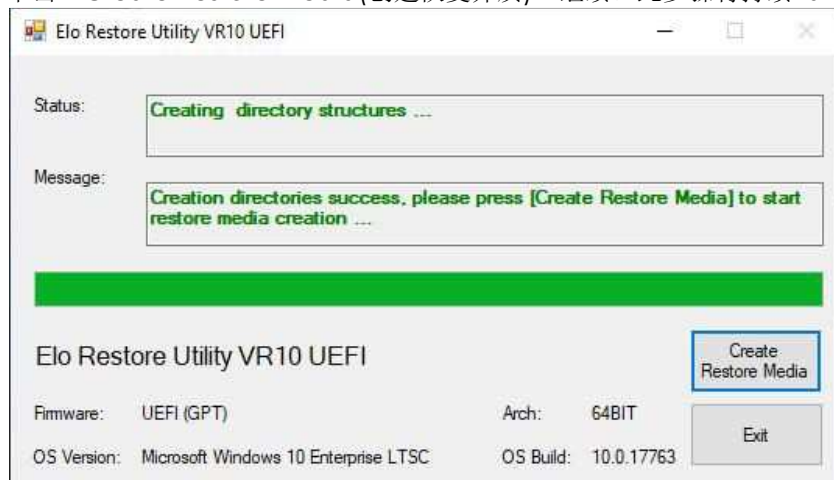 Elo Restore Utility VR10 UEFI
Status:
Creating directory structures ...
Message:
Creation directories success, please press [Create Restore Media] to start
restore media creation ...
Elo Restore Utility VR10 UEFI
Create
Restore Media
Firmware: UEFI (GPT) Arch: 64BIT
Exit
OS Version: Microsoft Windows 10 Enterprise LTSC OS Build: 10.0.17763